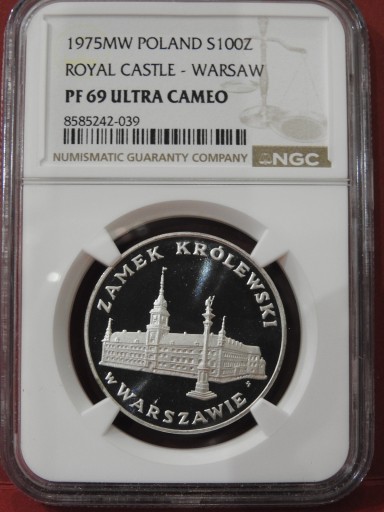 1975MW POLAND S100Z
ROYAL CASTLE - WARSAW
PF 69 ULTRA CAMEO
8585242-039
NUMISMATIC GUARANTY COMPANY NGC
ZAMEK KRÓLEWSKI
W WARSZAWIE